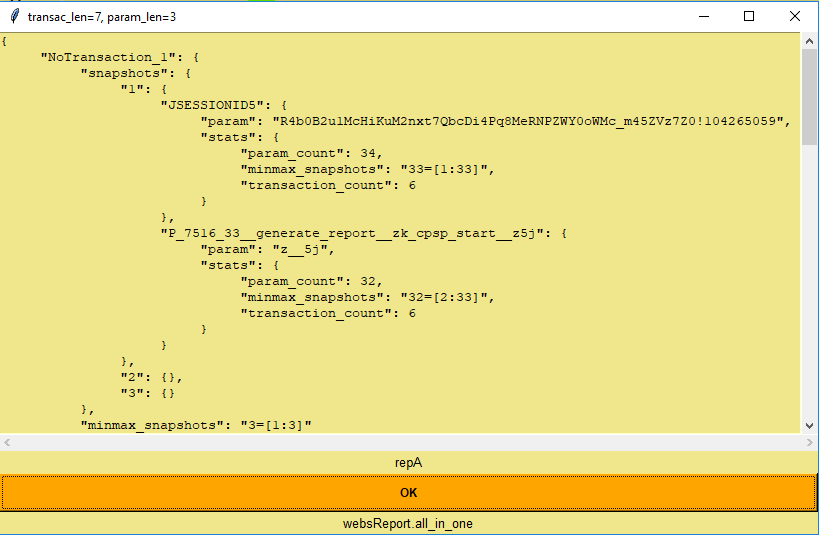 transac_len=7, param_len=3
{
"NoTransaction_1": {
"snapshots": {
"1": {
"JSESSIONID5": {
"param": "R4b0B2u1McHiKuM2nxt7QbcDi4Pq8MeRNPZWY0oWMc_m45ZVz7Z0!104265059",
"stats": {
"param_count": 34,
"minmax_snapshots": "33=[1:33]",
"transaction_count": 6
}
},
"P_7516_33__generate_report__zk_cpsp_start__z5j": {
"param": "z__5j",
"stats": {
"param_count": 32,
"minmax_snapshots": "32=[2:33]",
"transaction_count": 6
}
}
},
"2": {},
"3": {}
},
"minmax_snapshots": "3=[1:3]"
repA
OK
websReport.all_in_one